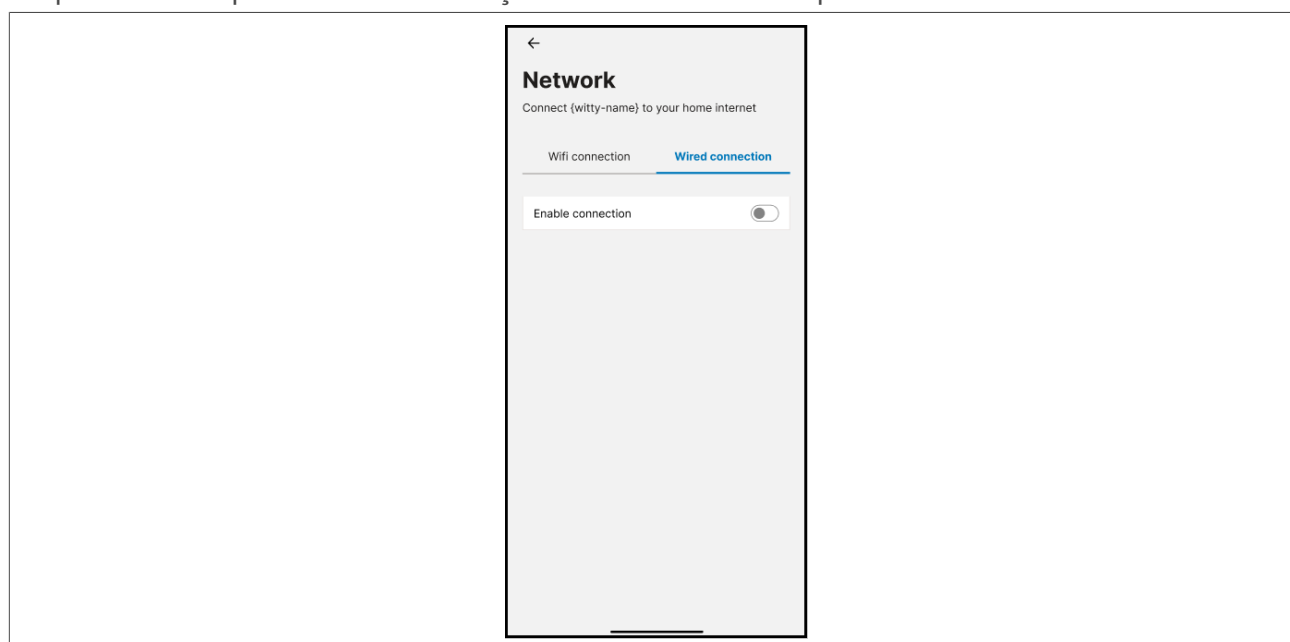 ←
Network
Connect {witty-name} to your home internet
Wifi connection Wired connection
Enable connection